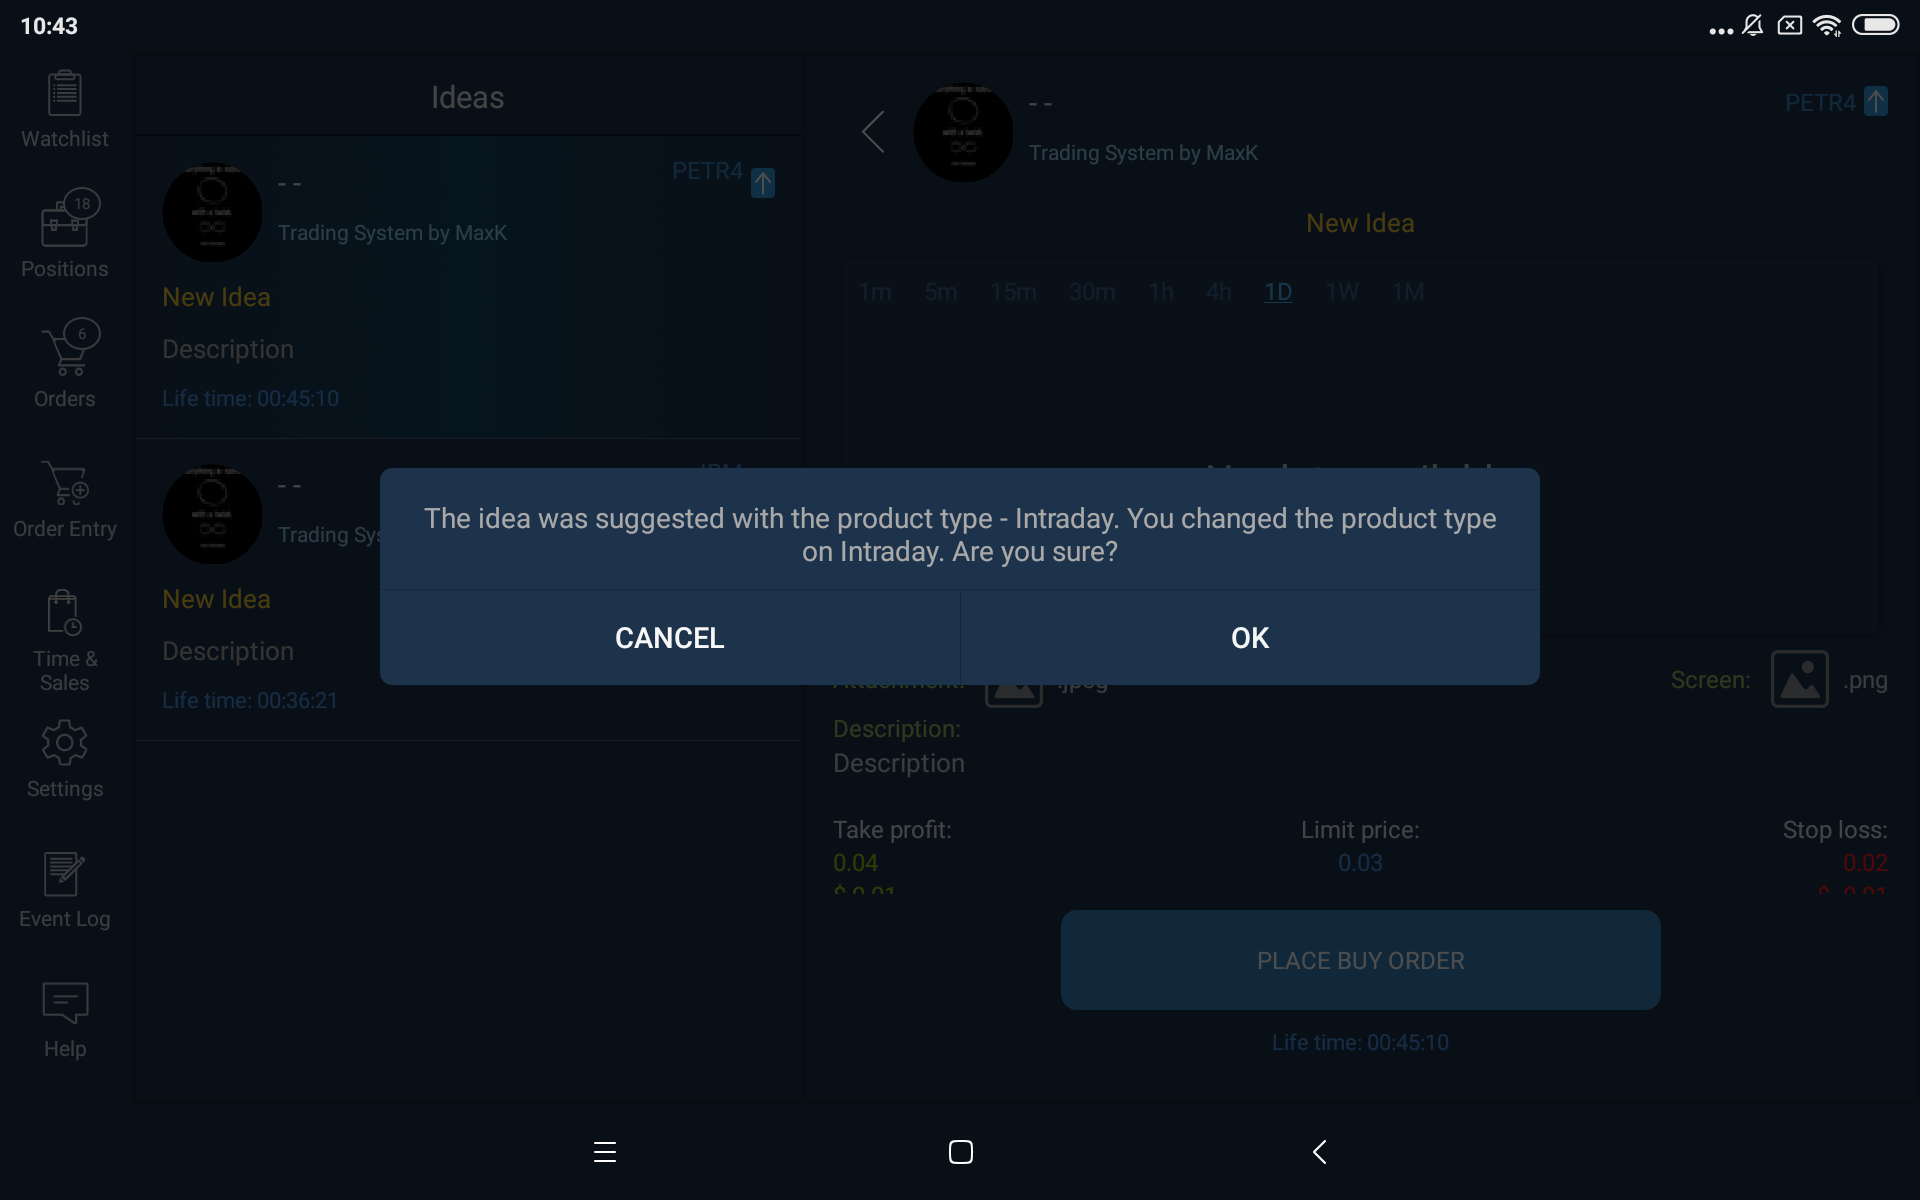 10:43
Watchlist
18
Positions
6
Orders
Order Entry
Time &
Sales
Settings
Event Log
Help
Ideas
- -
PETR4
Trading System by MaxK
New Idea
Description
Life time: 00:45:10
- -
Trading Sys
New Idea
Description
Life time: 00:36:21
- -
PETR4
Trading System by MaxK
New Idea
1m 5m 15m 30m 1h 4h 1D 1W 1M
The idea was suggested with the product type - Intraday. You changed the product type
on Intraday. Are you sure?
CANCEL
OK
Attachment: .jpeg
Screen: .png
Description:
Description
Take profit: Limit price: Stop loss:
0.04 0.03 0.02
$ 0.01 $ -0.01
PLACE BUY ORDER
Life time: 00:45:10